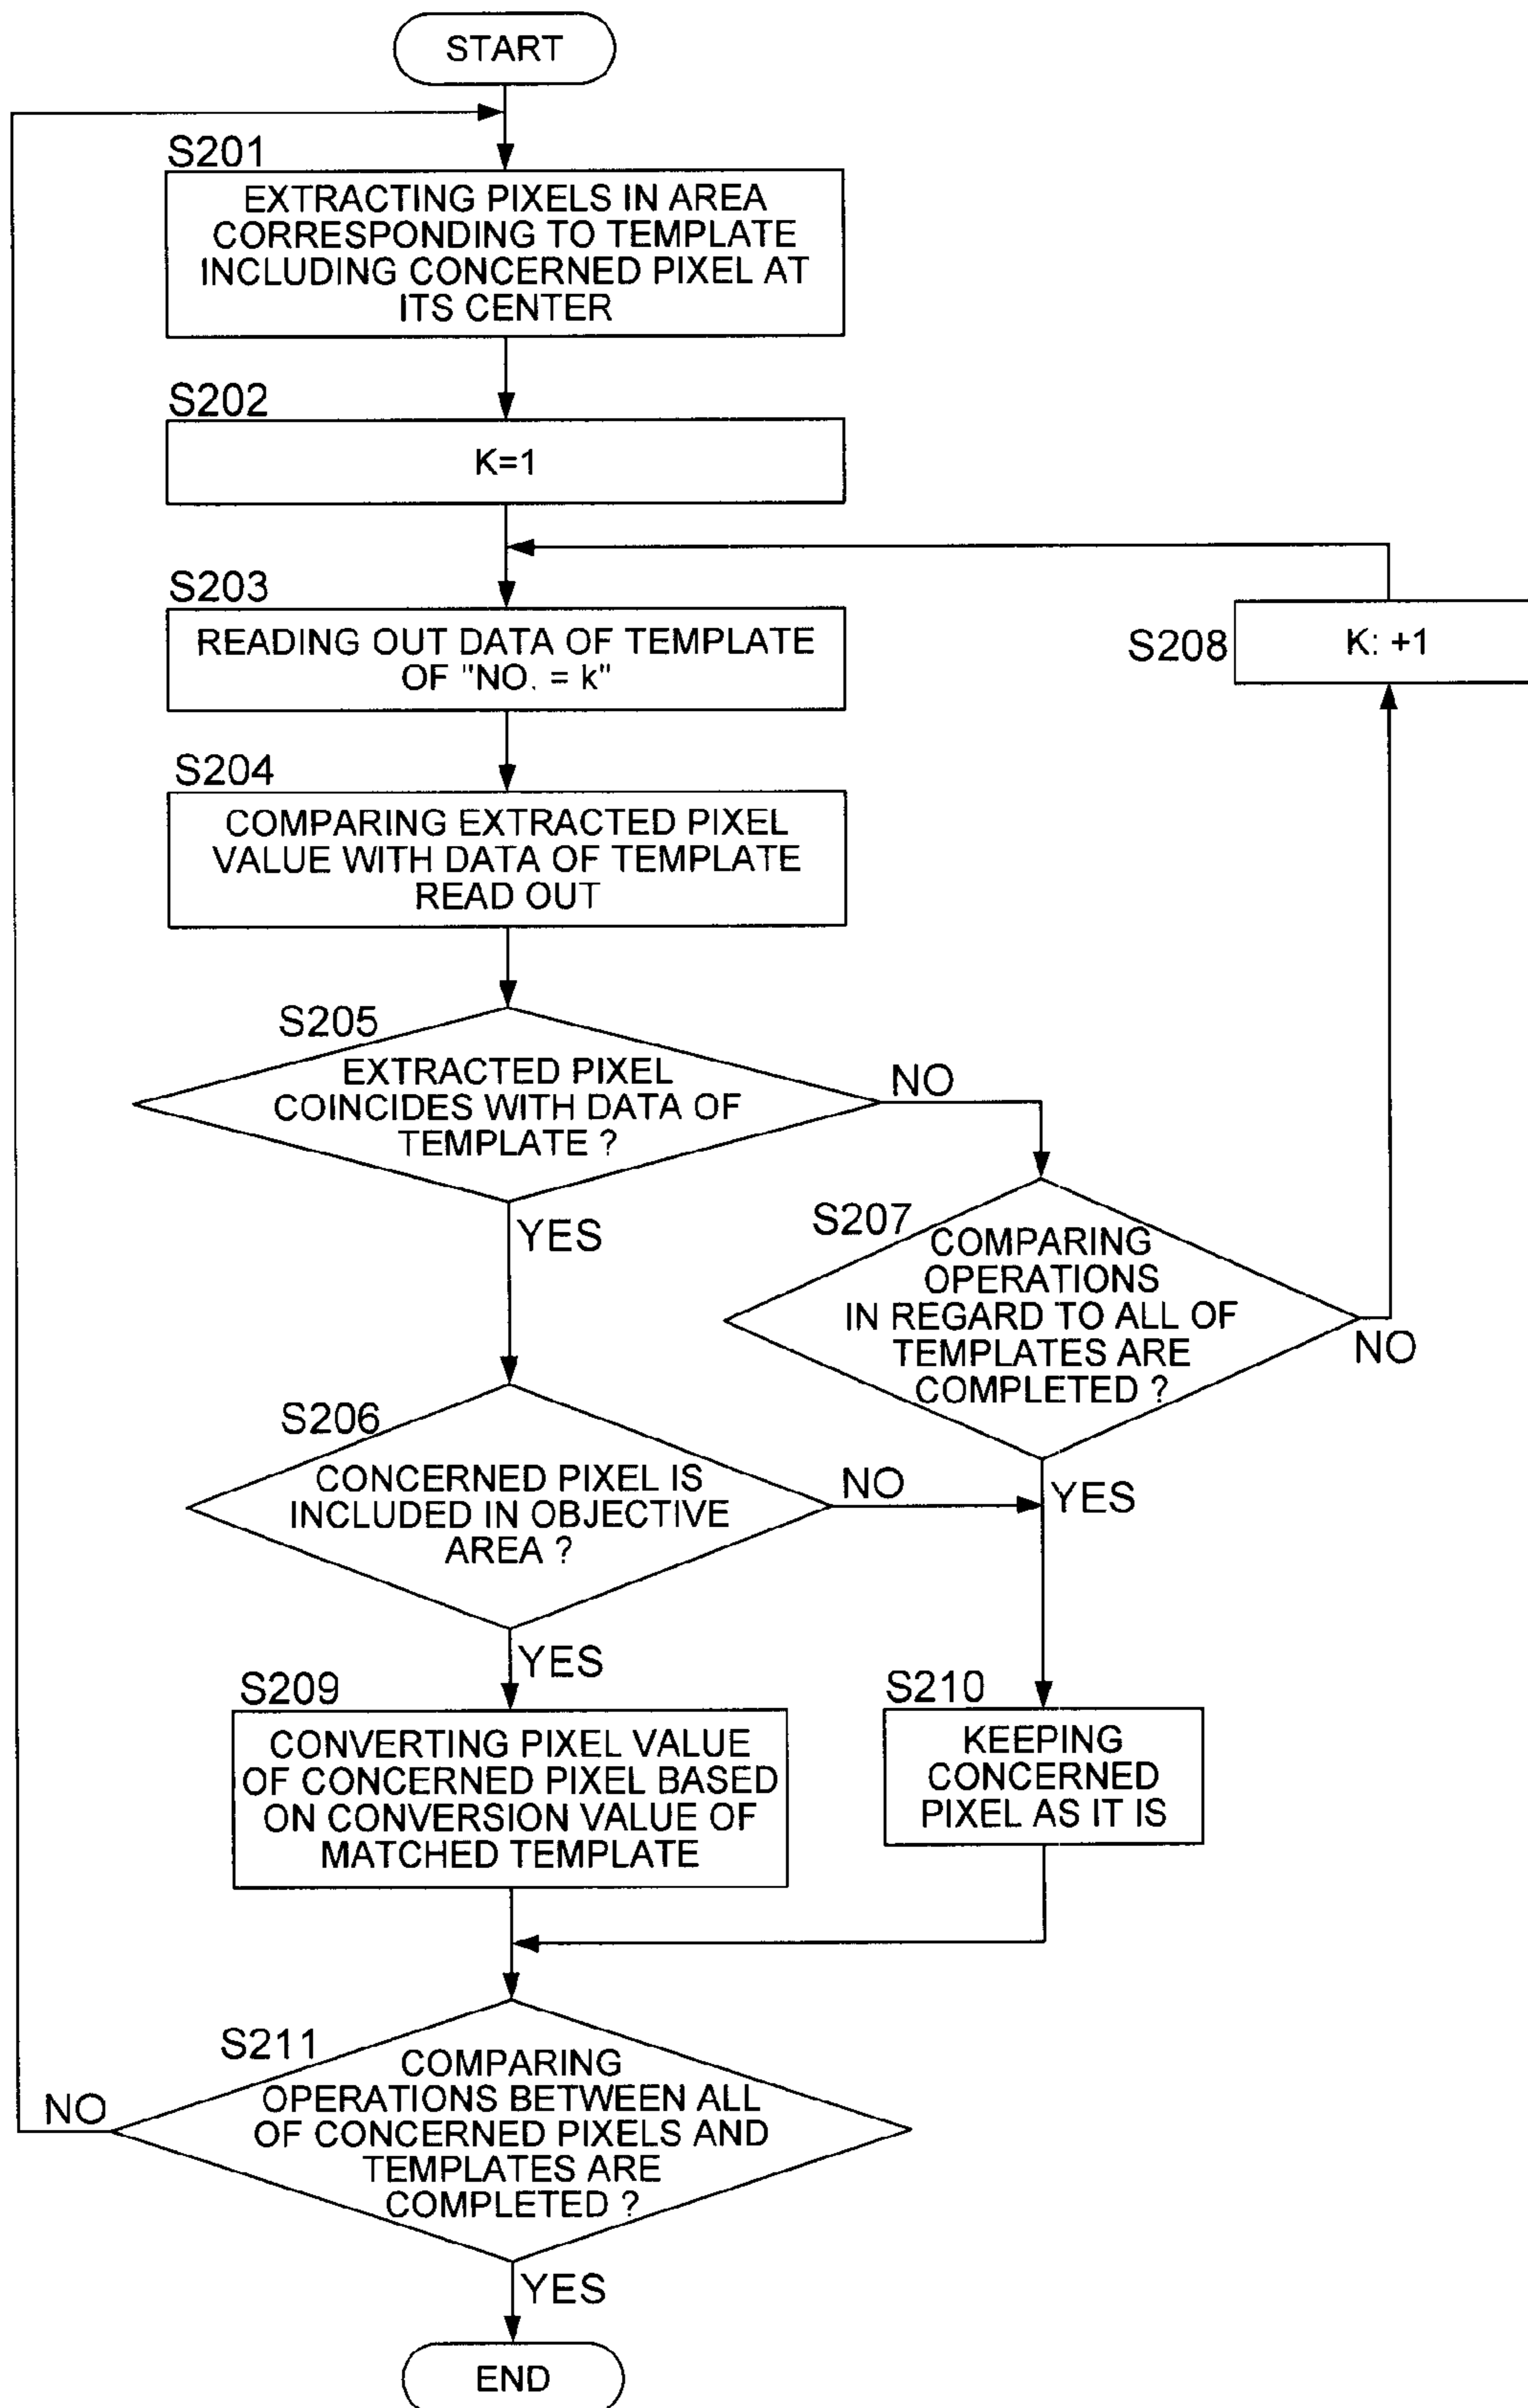 START
S201
EXTRACTING PIXELS IN AREA
CORRESPONDING TO TEMPLATE
INCLUDING CONCERNED PIXEL AT
ITS CENTER
S202
K=1
S203
READING OUT DATA OF TEMPLATE
OF "NO. = k"
S208
K: +1
S204
COMPARING EXTRACTED PIXEL
VALUE WITH DATA OF TEMPLATE
READ OUT
S205
EXTRACTED PIXEL
COINCIDES WITH DATA OF
TEMPLATE ?
NO
YES
S207
COMPARING
OPERATIONS
IN REGARD TO ALL OF
TEMPLATES ARE
COMPLETED ?
NO
YES
S206
CONCERNED PIXEL IS
INCLUDED IN OBJECTIVE
AREA ?
NO
YES
S209
CONVERTING PIXEL VALUE
OF CONCERNED PIXEL BASED
ON CONVERSION VALUE OF
MATCHED TEMPLATE
S210
KEEPING
CONCERNED
PIXEL AS IT IS
S211
COMPARING
OPERATIONS BETWEEN ALL
OF CONCERNED PIXELS AND
TEMPLATES ARE
COMPLETED ?
NO
YES
END